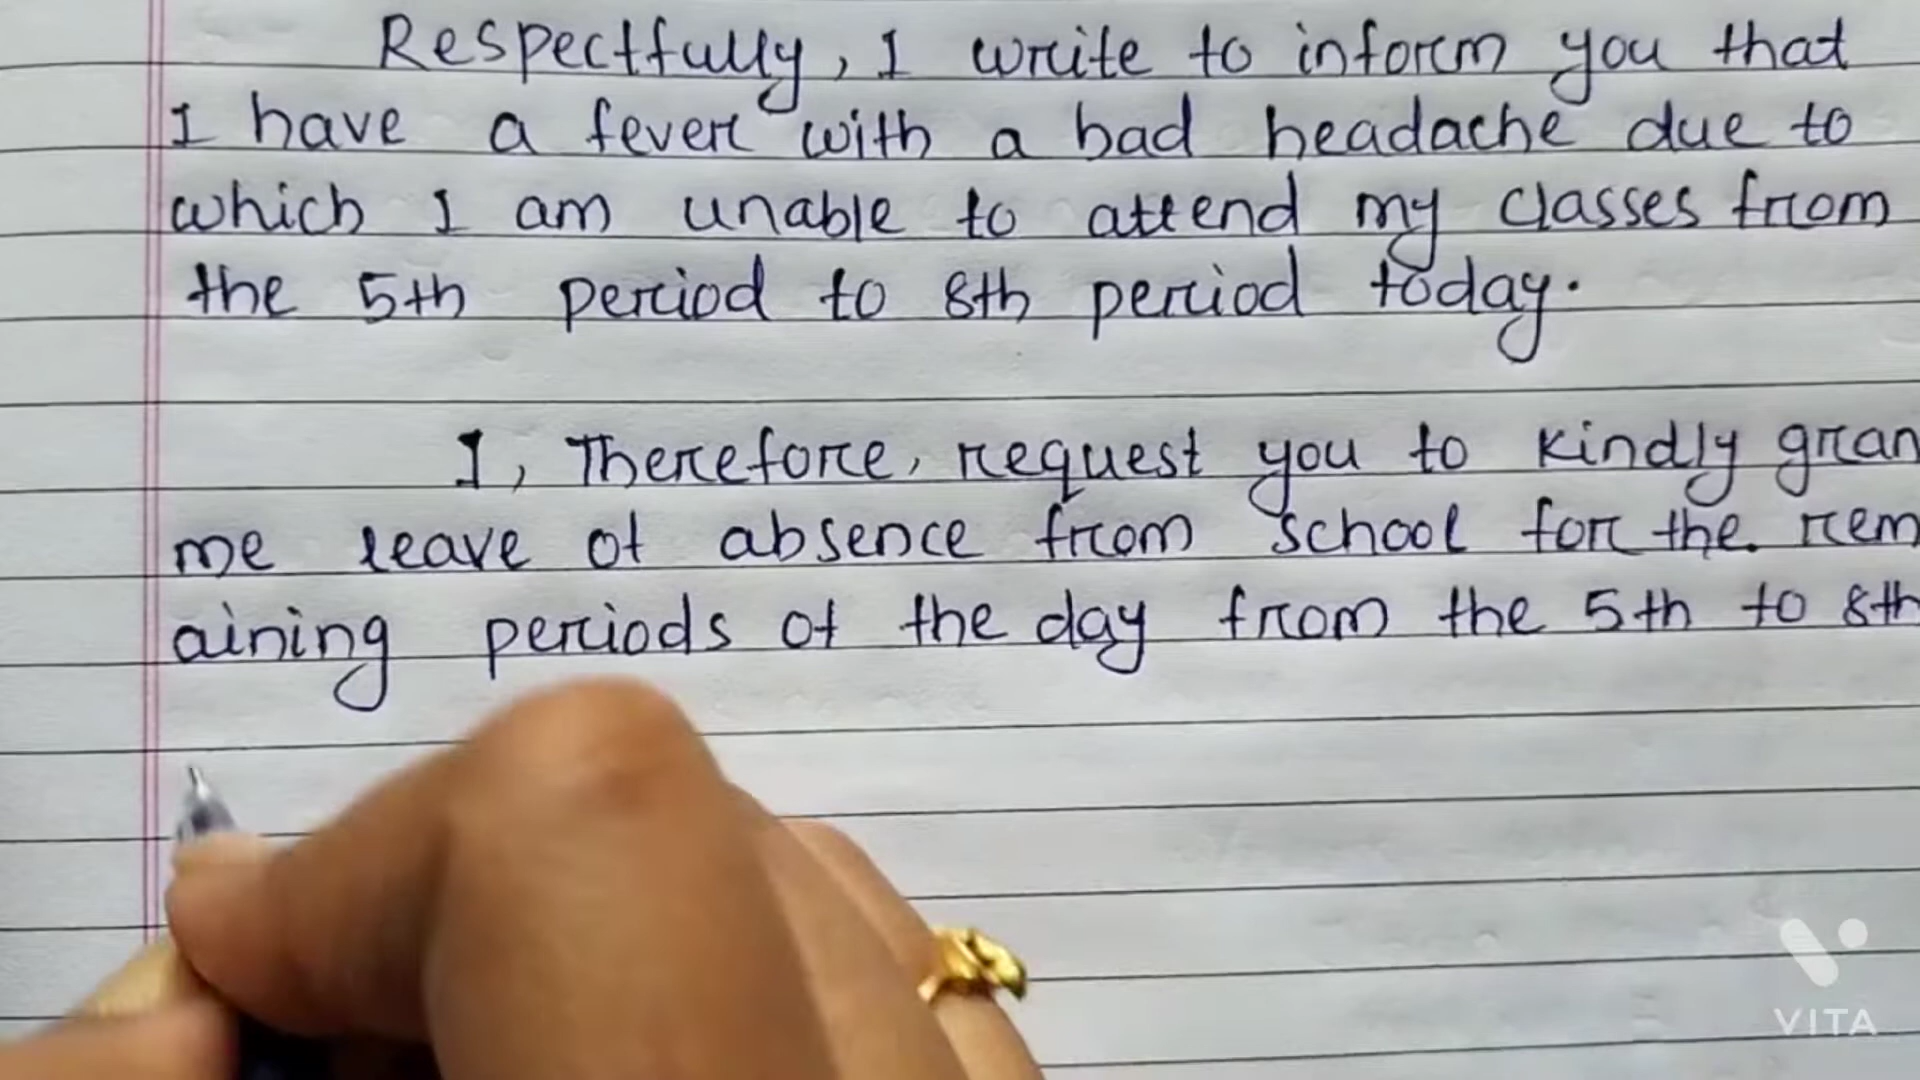 Respectfully, I write to inform you that
I have a fever with a bad headache due to
which I am unable to attend my classes from
the 5th period to 8th period today.
I, Therefore, request you to kindly gran
me leave of absence from school for the rem
aining periods of the day from the 5th to 8th
VITA